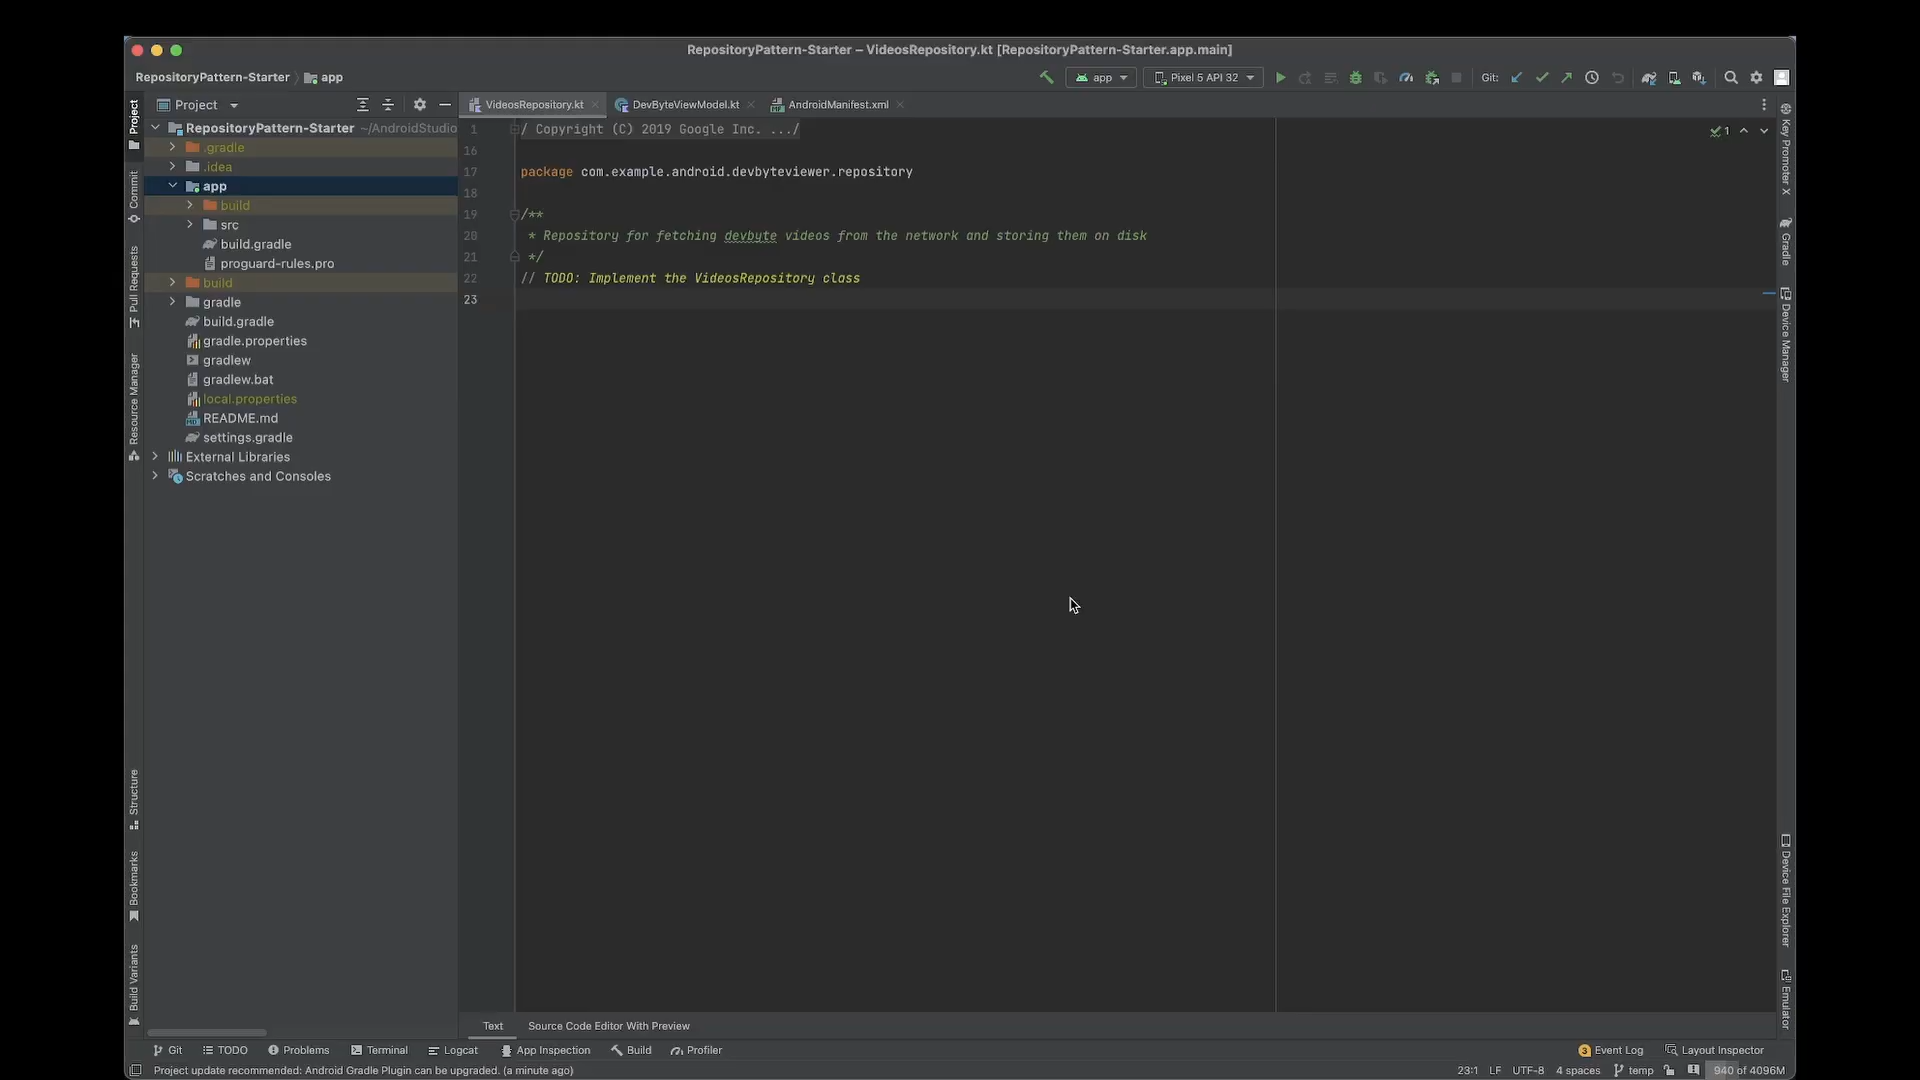 RepositoryPattern-Starter – VideosRepository.kt [RepositoryPattern-Starter.app.main]
RepositoryPattern-Starter
app
app
Pixel 5 API 32
Git:
Project
VideosRepository.kt
DevByteViewModel.kt
AndroidManifest.xml
RepositoryPattern-Starter ~/AndroidStudio
.gradle
.idea
app
build
src
build.gradle
proguard-rules.pro
build
gradle
build.gradle
gradle.properties
gradlew
gradlew.bat
local.properties
README.md
settings.gradle
External Libraries
Scratches and Consoles
1 / Copyright (C) 2019 Google Inc. .../
16
17 package com.example.android.devbyteviewer.repository
18
19 /**
20 * Repository for fetching devbyte videos from the network and storing them on disk
21 */
22 // TODO: Implement the VideosRepository class
23
1
Project
Commit
Pull Requests
Resource Manager
Structure
Bookmarks
Build Variants
Key Promoter X
Gradle
Device Manager
Device File Explorer
Emulator
Text
Source Code Editor With Preview
Git
TODO
Problems
Terminal
Logcat
App Inspection
Build
Profiler
3 Event Log
Layout Inspector
Project update recommended: Android Gradle Plugin can be upgraded. (a minute ago)
23:1 LF UTF-8 4 spaces temp 940 of 4096M